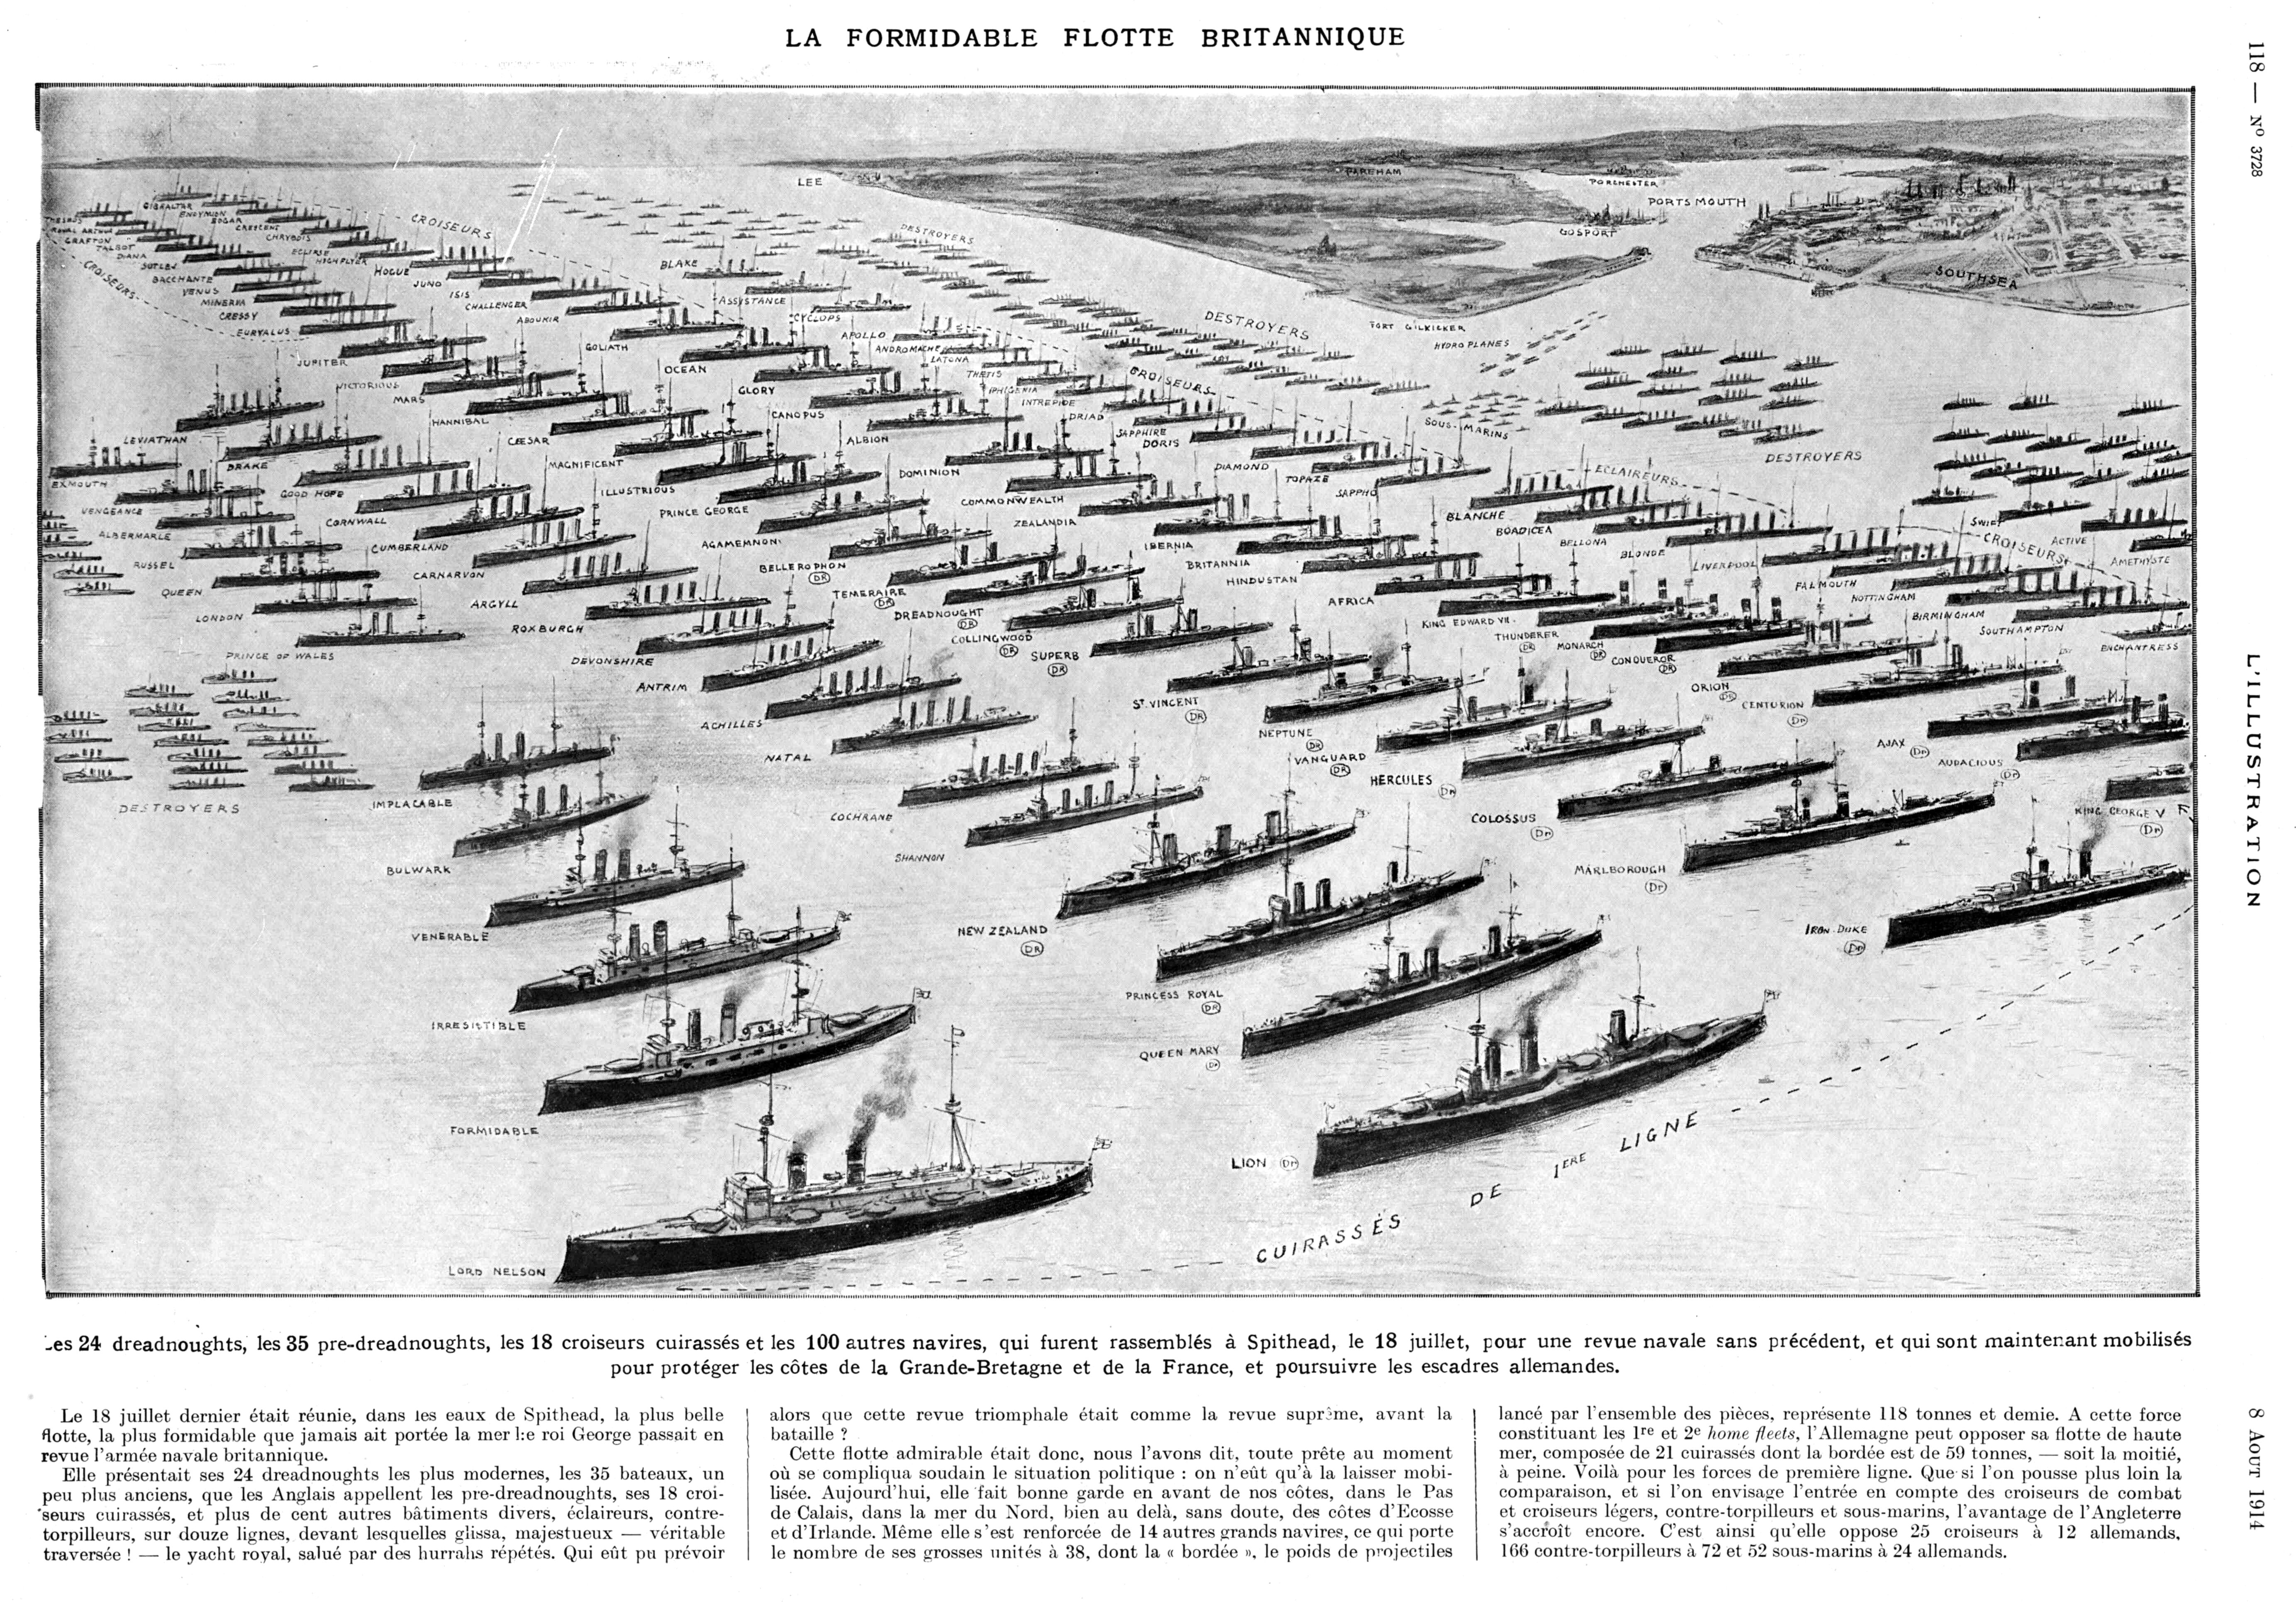 LA FORMIDABLE FLOTTE BRITANNIQUE
118 — Nº 3728
L'ILLUSTRATION
8 AOUT 1914
LEE
FAREHAM
PORCHESTER
PORTSMOUTH
GOSPORT
SOUTHSEA
GIBRALTAR
ENDYMION
EDGAR
CRESCENT
CHRYBDIS
THESEUS
ROYAL ARTHUR
GRAFTON
TALBOT
DIANA
ECLIPSE
HIGHFLYER
CROISEURS
DESTROYERS
SUTLEJ
BACCHANTE
VENUS
MINERVA
CRESSY
EURYALUS
CROISEURS
HOGUE
JUNO
ISIS
CHALLENGER
ABOUKIR
BLAKE
ASSISTANCE
CYCLOPS
APOLLO
ANDROMACHE
LATONA
THETIS
IPHIGENIA
INTREPIDE
DRIAD
DESTROYERS
FORT GILKICKER
HYDROPLANES
CROISEURS
JUPITER
VICTORIOUS
MARS
HANNIBAL
CŒSAR
MAGNIFICENT
ILLUSTRIOUS
PRINCE GEORGE
AGAMEMNON
GOLIATH
OCEAN
GLORY
CANOPUS
ALBION
DOMINION
COMMONWEALTH
ZEALANDIA
IBERNIA
BRITANNIA
HINDUSTAN
AFRICA
KING EDWARD VII
SAPPHIRE
DORIS
DIAMOND
TOPAZE
SAPPHO
SOUS-MARINS
DESTROYERS
ECLAIREURS
BLANCHE
BOADICEA
BELLONA
BLONDE
LIVERPOOL
FALMOUTH
NOTTINGHAM
BIRMINGHAM
SOUTHAMPTON
SWIFT
ACTIVE
CROISEURS
AMETHYSTE
ENCHANTRESS
LEVIATHAN
DRAKE
GOOD HOPE
CORNWALL
CUMBERLAND
CARNARVON
ARGYLL
ROXBURGH
DEVONSHIRE
ANTRIM
ACHILLES
NATAL
COCHRANE
SHANNON
EXMOUTH
VENGEANCE
ALBERMARLE
RUSSEL
QUEEN
LONDON
PRINCE OF WALES
DESTROYERS
BELLEROPHON
DR
TEMERAIRE
DR
DREADNOUGHT
DR
COLLINGWOOD
DR
SUPERB
DR
ST VINCENT
DR
NEPTUNE
DR
VANGUARD
DR
HERCULES
Dr
COLOSSUS
Dr
MARLBOROUGH
Dr
IRON-DUKE
Dr
THUNDERER
DR
MONARCH
DR
CONQUEROR
DR
ORION
DR
CENTURION
Dr
AJAX
Dr
AUDACIOUS
Dr
KING GEORGE V
Dr
IMPLACABLE
BULWARK
VENERABLE
IRRESISTIBLE
FORMIDABLE
LORD NELSON
NEW ZEALAND
DR
PRINCESS ROYAL
DR
QUEEN MARY
Dr
LION Dr
CUIRASSÉS DE 1ERE LIGNE
es 24 dreadnoughts, les 35 pre-dreadnoughts, les 18 croiseurs cuirassés et les 100 autres navires, qui furent rassemblés à Spithead, le 18 juillet, pour une revue navale sans précédent, et qui sont maintenant mobilisés
pour protéger les côtes de la Grande-Bretagne et de la France, et poursuivre les escadres allemandes.
Le 18 juillet dernier était réunie, dans les eaux de Spithead, la plus belle
flotte, la plus formidable que jamais ait portée la mer : le roi George passait en
revue l'armée navale britannique.
Elle présentait ses 24 dreadnoughts les plus modernes, les 35 bateaux, un
peu plus anciens, que les Anglais appellent les pre-dreadnoughts, ses 18 croi-
seurs cuirassés, et plus de cent autres bâtiments divers, éclaireurs, contre-
torpilleurs, sur douze lignes, devant lesquelles glissa, majestueux — véritable
traversée ! — le yacht royal, salué par des hurrahs répétés. Qui eût pu prévoir
alors que cette revue triomphale était comme la revue suprême, avant la
bataille ?
Cette flotte admirable était donc, nous l'avons dit, toute prête au moment
où se compliqua soudain le situation politique : on n'eût qu'à la laisser mobi-
lisée. Aujourd'hui, elle fait bonne garde en avant de nos côtes, dans le Pas
de Calais, dans la mer du Nord, bien au delà, sans doute, des côtes d'Ecosse
et d'Irlande. Même elle s'est renforcée de 14 autres grands navires, ce qui porte
le nombre de ses grosses unités à 38, dont la « bordée », le poids de projectiles
lancé par l'ensemble des pièces, représente 118 tonnes et demie. A cette force
constituant les 1re et 2e home fleets, l'Allemagne peut opposer sa flotte de haute
mer, composée de 21 cuirassés dont la bordée est de 59 tonnes, — soit la moitié,
à peine. Voilà pour les forces de première ligne. Que si l'on pousse plus loin la
comparaison, et si l'on envisage l'entrée en compte des croiseurs de combat
et croiseurs légers, contre-torpilleurs et sous-marins, l'avantage de l'Angleterre
s'accroît encore. C'est ainsi qu'elle oppose 25 croiseurs à 12 allemands,
166 contre-torpilleurs à 72 et 52 sous-marins à 24 allemands.